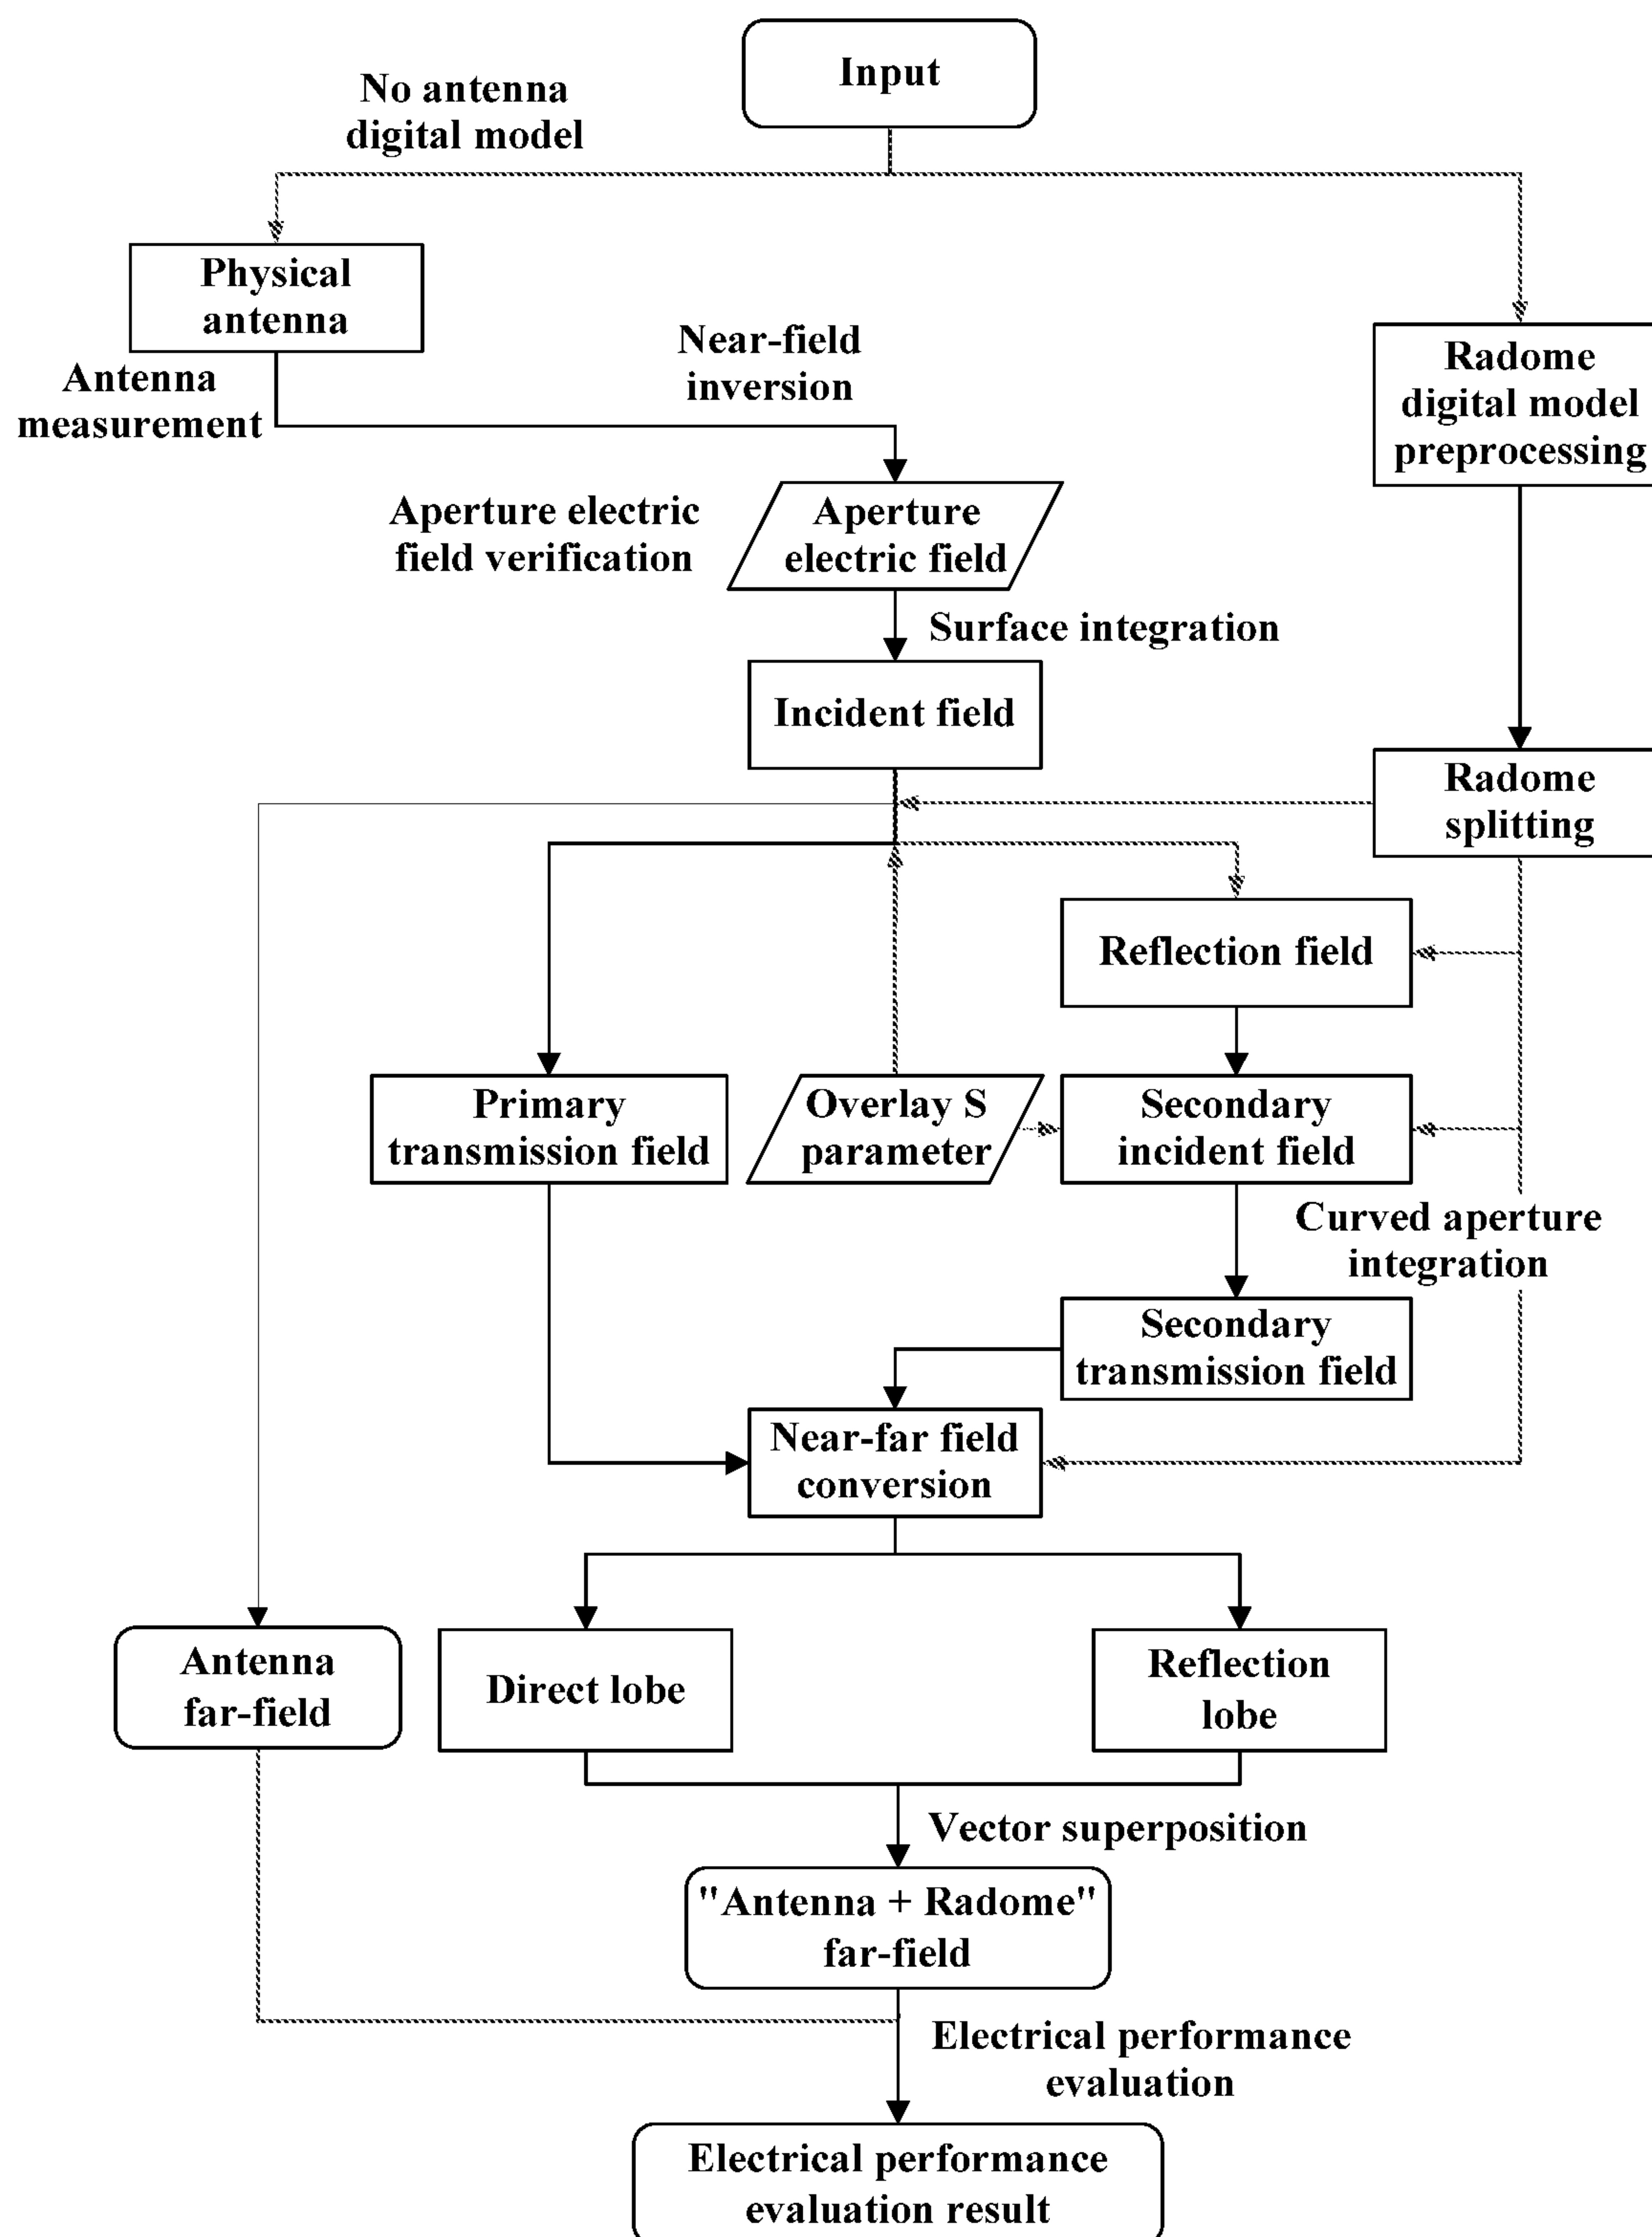 Input
No antenna
digital model
Physical
antenna
Near-field
inversion
Radome
digital model
preprocessing
Antenna
measurement
Aperture electric
field verification
Aperture
electric field
Surface integration
Incident field
Radome
splitting
Reflection field
Primary
transmission field
Overlay S
parameter
Secondary
incident field
Curved aperture
integration
Secondary
transmission field
Near-far field
conversion
Antenna
far-field
Direct lobe
Reflection
lobe
Vector superposition
"Antenna + Radome"
far-field
Electrical performance
evaluation
Electrical performance
evaluation result